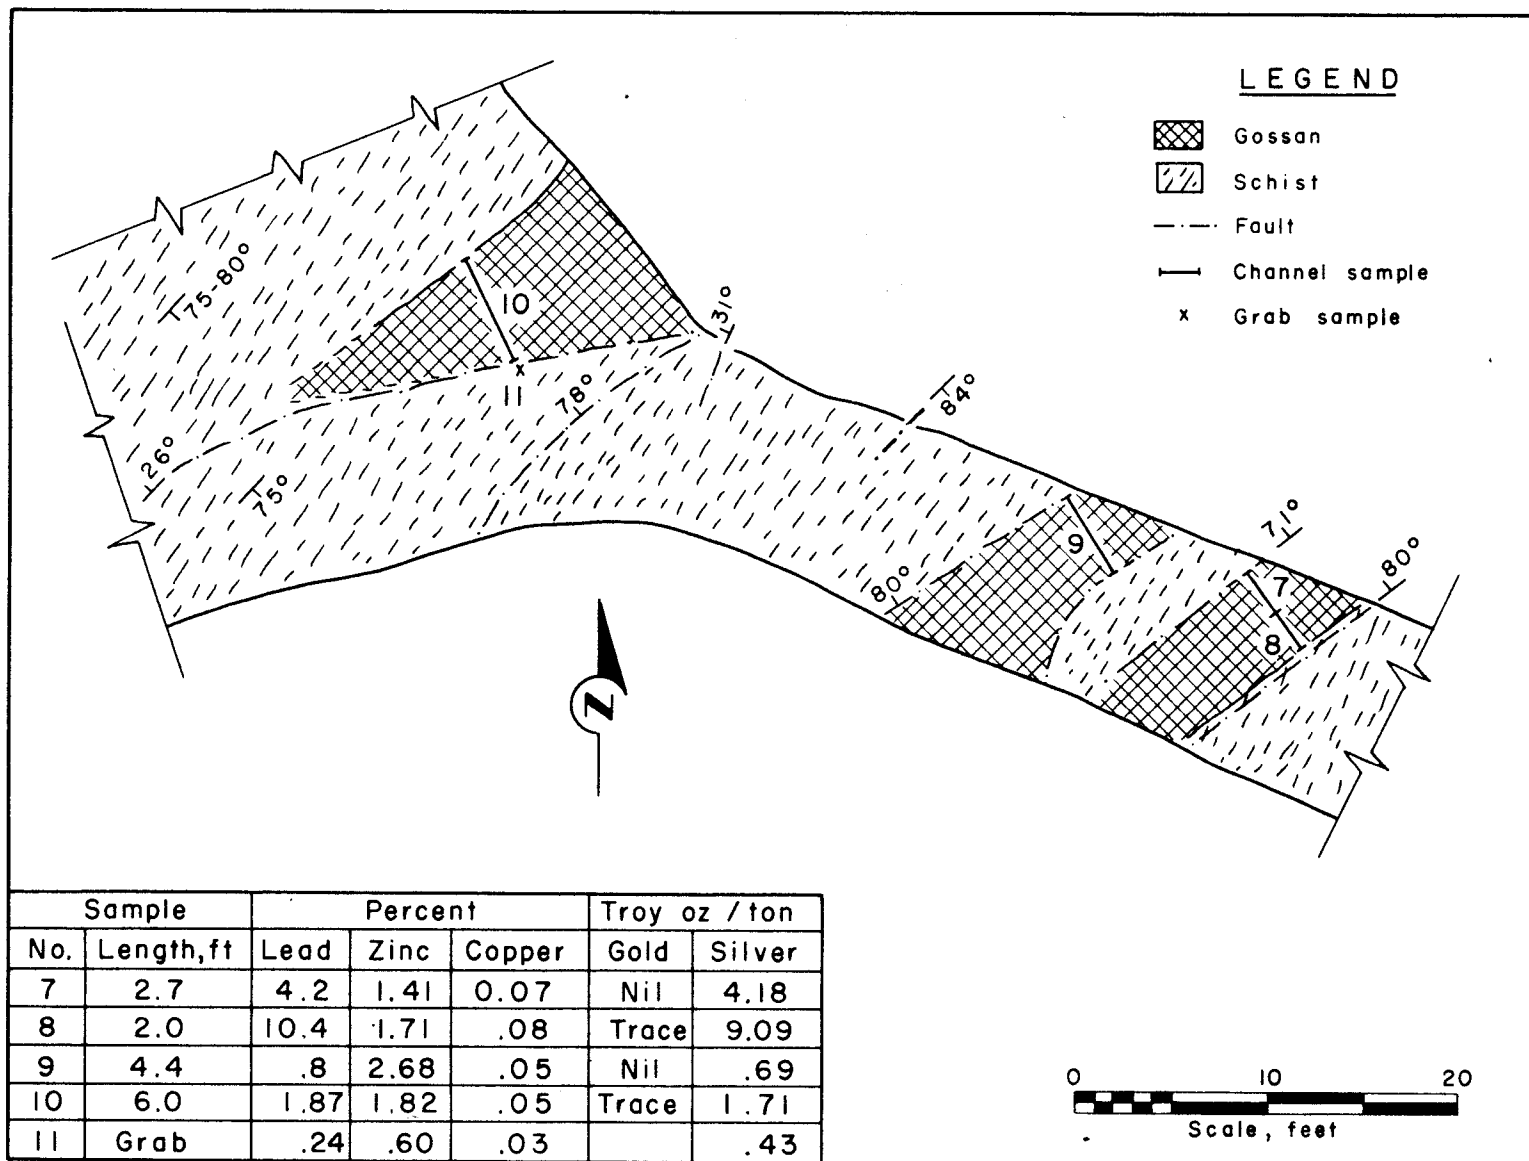 LEGEND
Gossan
Schist
Fault
Channel sample
x Grab sample
75-80°
10
31°
11
78°
84°
26°
75°
9
71°
80°
80°
7
8
N
Sample Percent Troy oz / ton
No. Length, ft Lead Zinc Copper Gold Silver
7 2.7 4.2 1.41 0.07 Nil 4.18
8 2.0 10.4 1.71 .08 Trace 9.09
9 4.4 .8 2.68 .05 Nil .69
10 6.0 1.87 1.82 .05 Trace 1.71
11 Grab .24 .60 .03 .43
0 10 20
Scale, feet